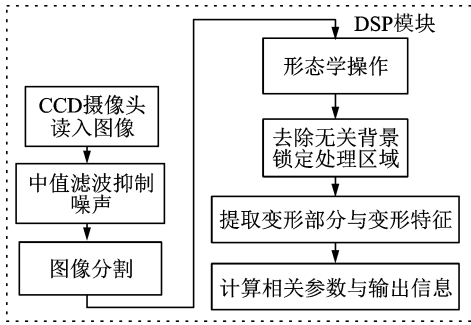 DSP模块
CCD摄像头
读入图像
中值滤波抑制
噪声
图像分割
形态学操作
去除无关背景
锁定处理区域
提取变形部分与变形特征
计算相关参数与输出信息